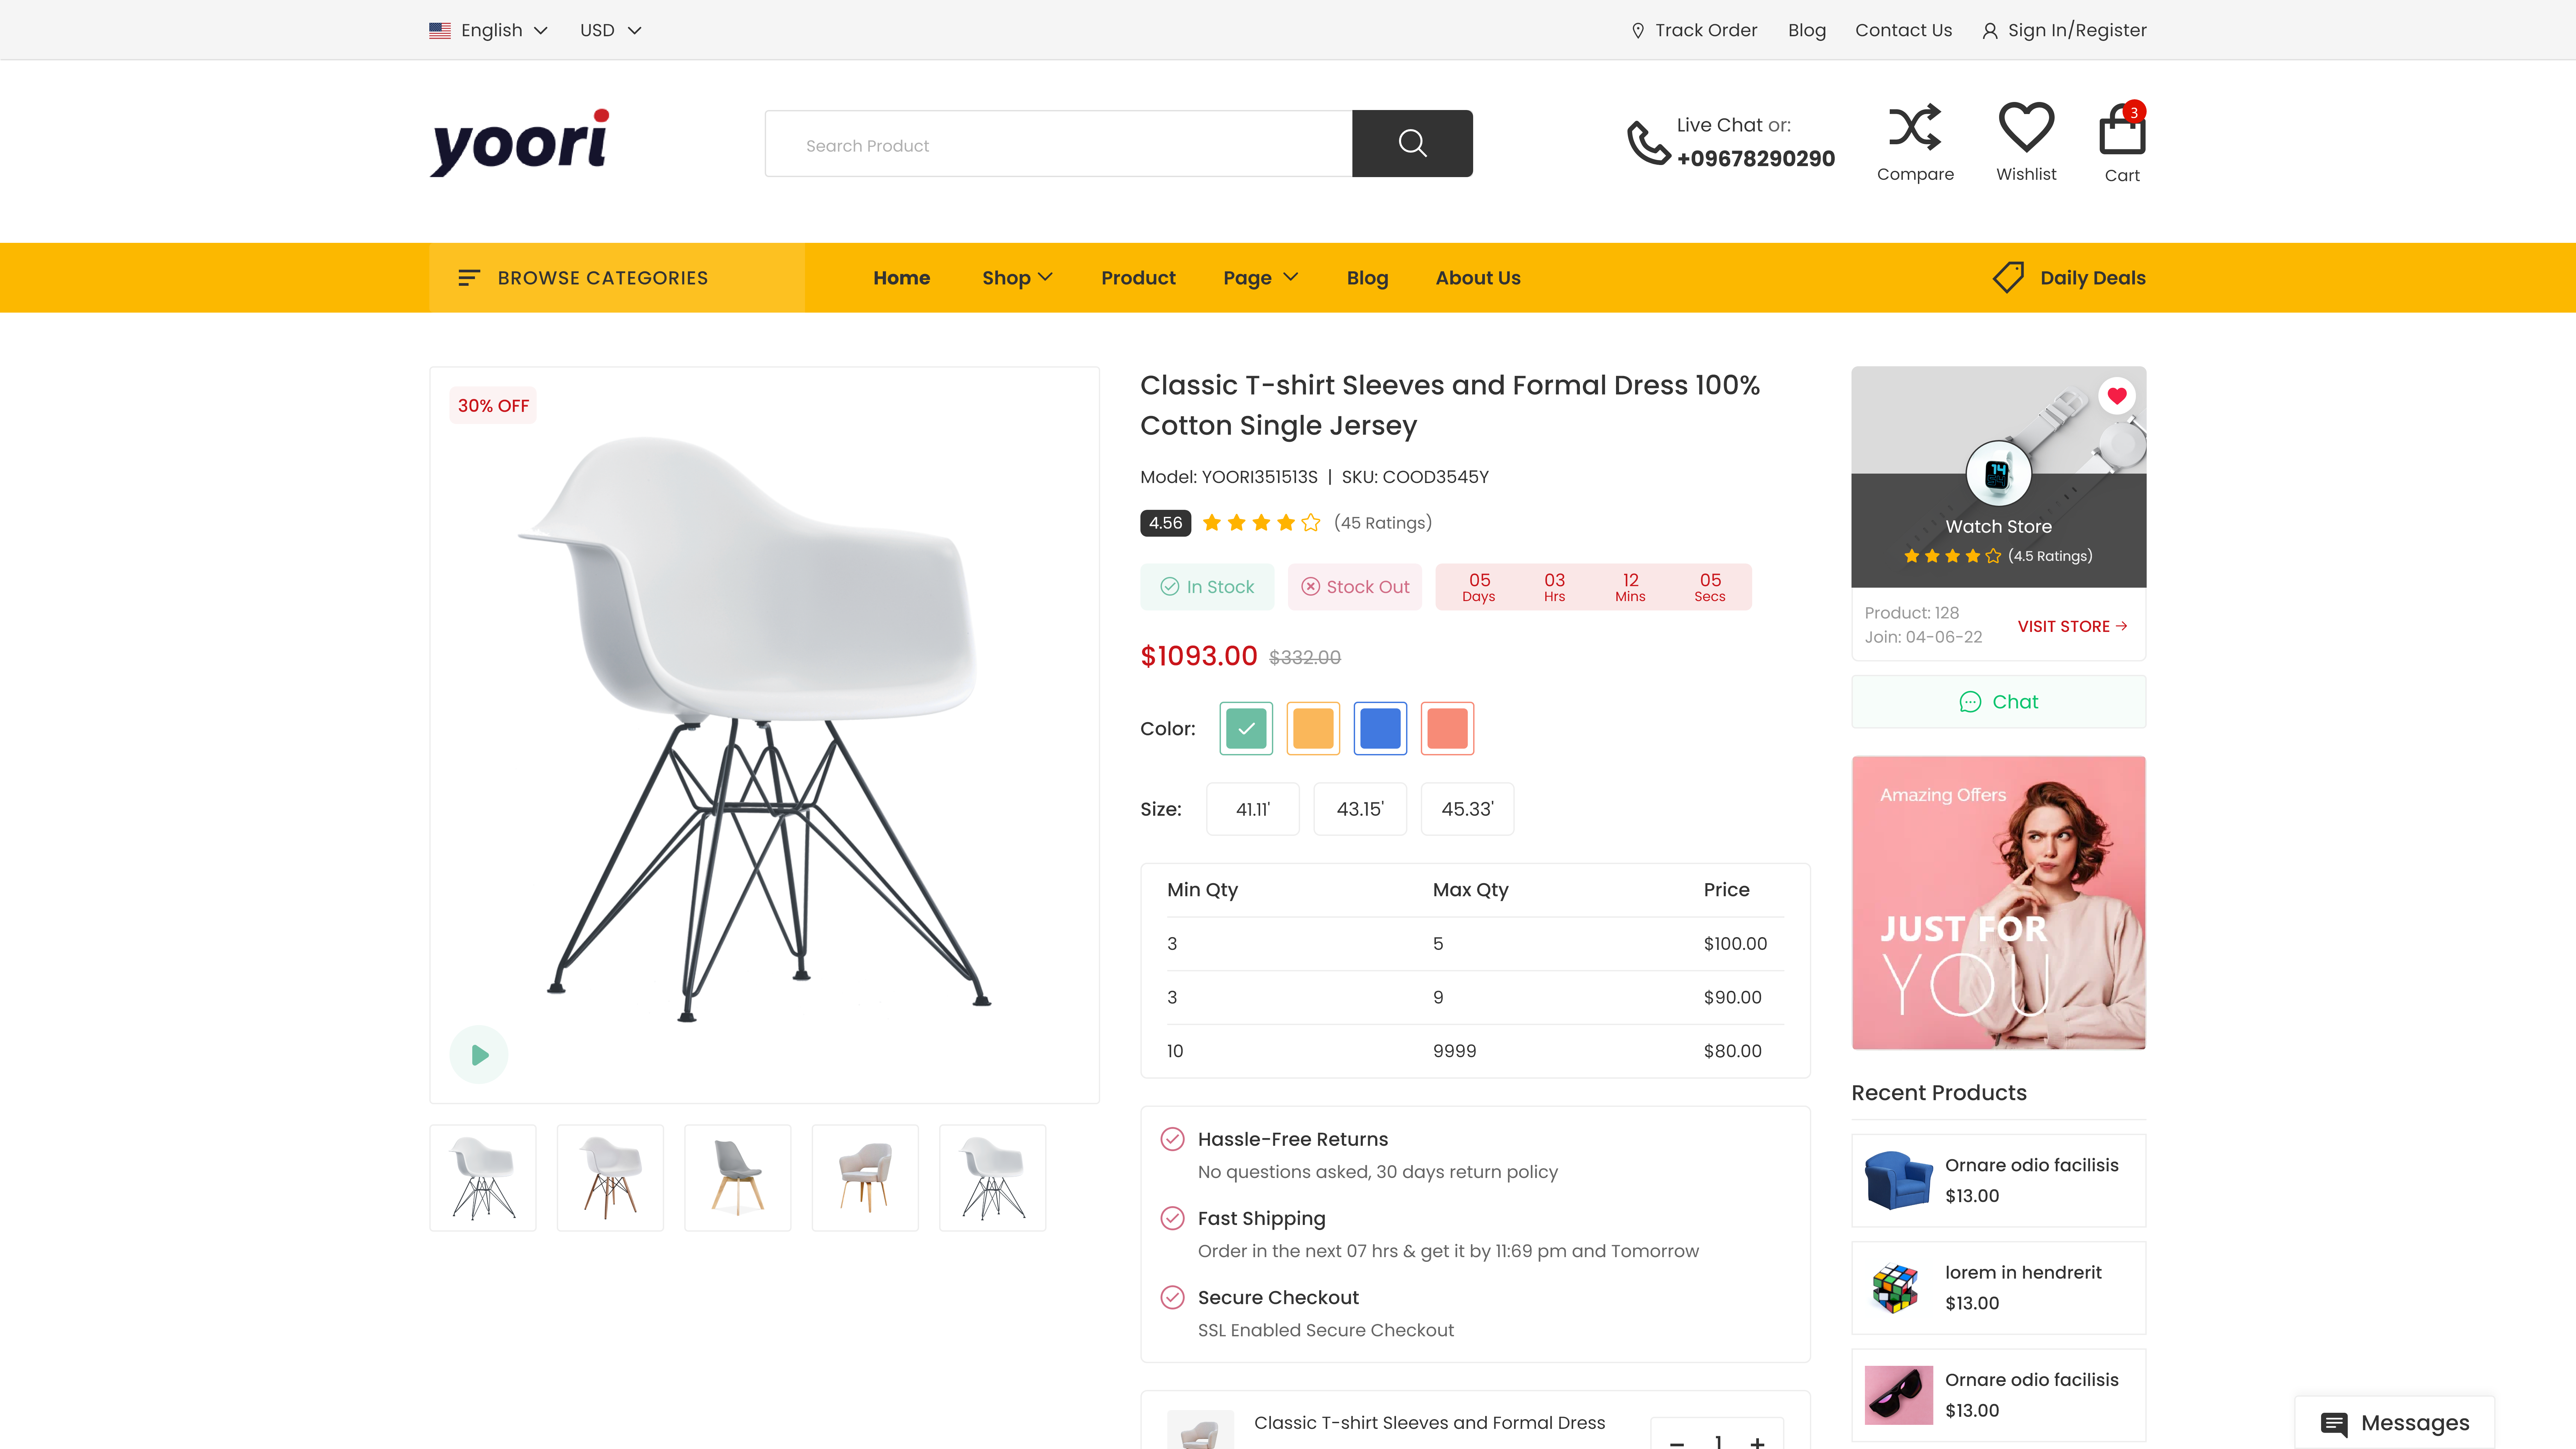 English
USD
Track Order
Blog
Contact Us
Sign In/Register
yoori
Search Product
Live Chat or:
+09678290290
Compare
Wishlist
3
Cart
BROWSE CATEGORIES
Home
Shop
Product
Page
Blog
About Us
Daily Deals
30% OFF
Classic T-shirt Sleeves and Formal Dress 100%
Cotton Single Jersey
Model: YOORI351513S | SKU: COOD3545Y
4.56
(45 Ratings)
In Stock
Stock Out
05 03 12 05
Days Hrs Mins Secs
$1093.00 $332.00
Color:
Size:
41.11'
43.15'
45.33'
Min Qty Max Qty Price
3 5 $100.00
3 9 $90.00
10 9999 $80.00
Hassle-Free Returns
No questions asked, 30 days return policy
Fast Shipping
Order in the next 07 hrs & get it by 11:69 pm and Tomorrow
Secure Checkout
SSL Enabled Secure Checkout
Classic T-shirt Sleeves and Formal Dress
1
Watch Store
(4.5 Ratings)
Product: 128
Join: 04-06-22
VISIT STORE
Chat
Amazing Offers
JUST FOR
YOU
Recent Products
Ornare odio facilisis
$13.00
lorem in hendrerit
$13.00
Ornare odio facilisis
$13.00
Messages